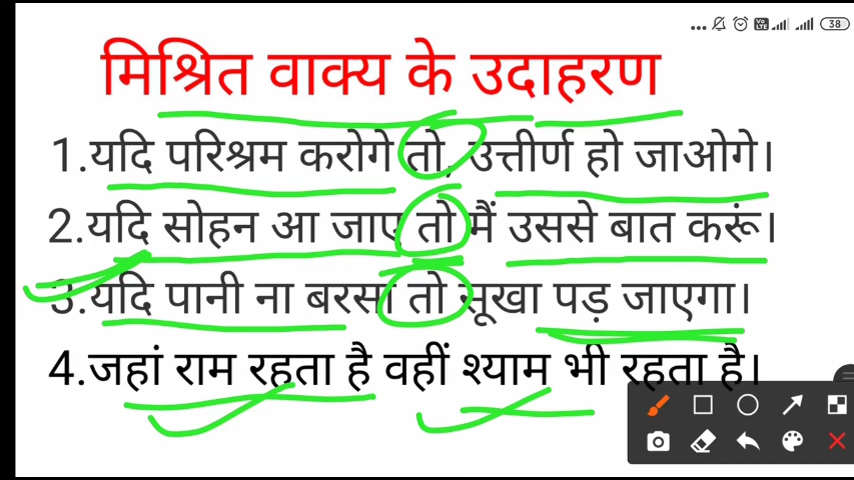 38
मिश्रित वाक्य के उदाहरण
1.यदि परिश्रम करोगे तो, उत्तीर्ण हो जाओगे।
2.यदि सोहन आ जाए तो मैं उससे बात करूं।
3.यदि पानी ना बरसा तो सूखा पड़ जाएगा।
4.जहां राम रहता है वहीं श्याम भी रहता है।